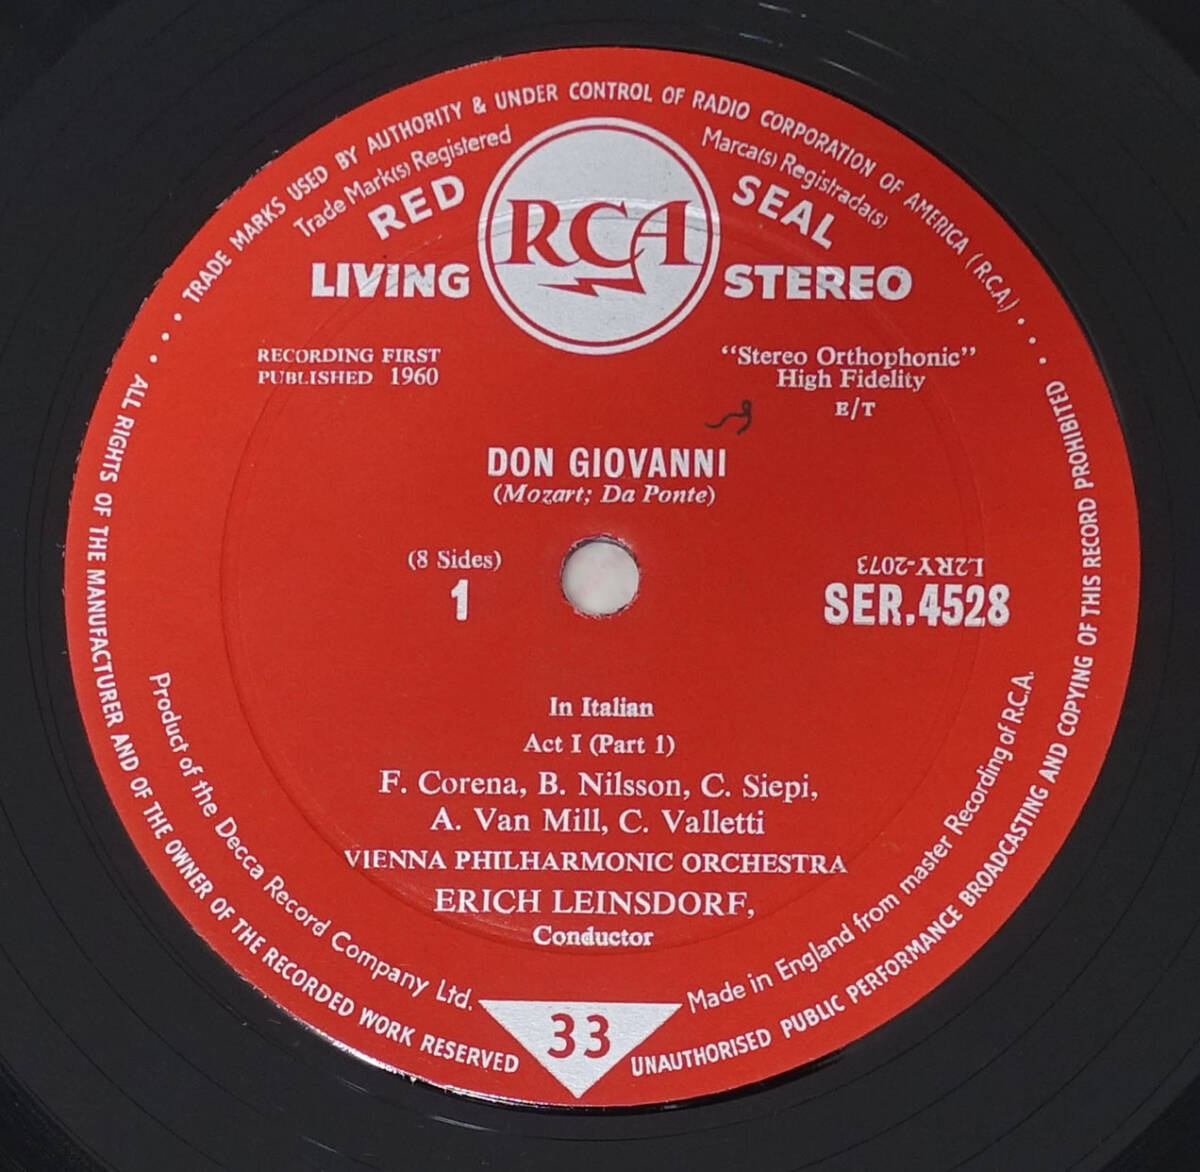 TRADE MARKS USED BY AUTHORITY & UNDER CONTROL OF RADIO CORPORATION OF AMERICA (R.C.A.)
Trade Mark(s) Registered
Marca(s) Registrada(s)
RED SEAL
RCA
LIVING STEREO
RECORDING FIRST
PUBLISHED 1960
"Stereo Orthophonic"
High Fidelity
E/T
DON GIOVANNI
(Mozart; Da Ponte)
(8 Sides)
1
L2RY-2073
SER.4528
In Italian
Act I (Part 1)
F. Corena, B. Nilsson, C. Siepi,
A. Van Mill, C. Valletti
VIENNA PHILHARMONIC ORCHESTRA
ERICH LEINSDORF,
Conductor
Product of the Decca Record Company Ltd.
Made in England from master Recording of R.C.A.
33
ALL RIGHTS OF THE MANUFACTURER AND OF THE OWNER OF THE RECORDED WORK RESERVED
UNAUTHORISED PUBLIC PERFORMANCE BROADCASTING AND COPYING OF THIS RECORD PROHIBITED